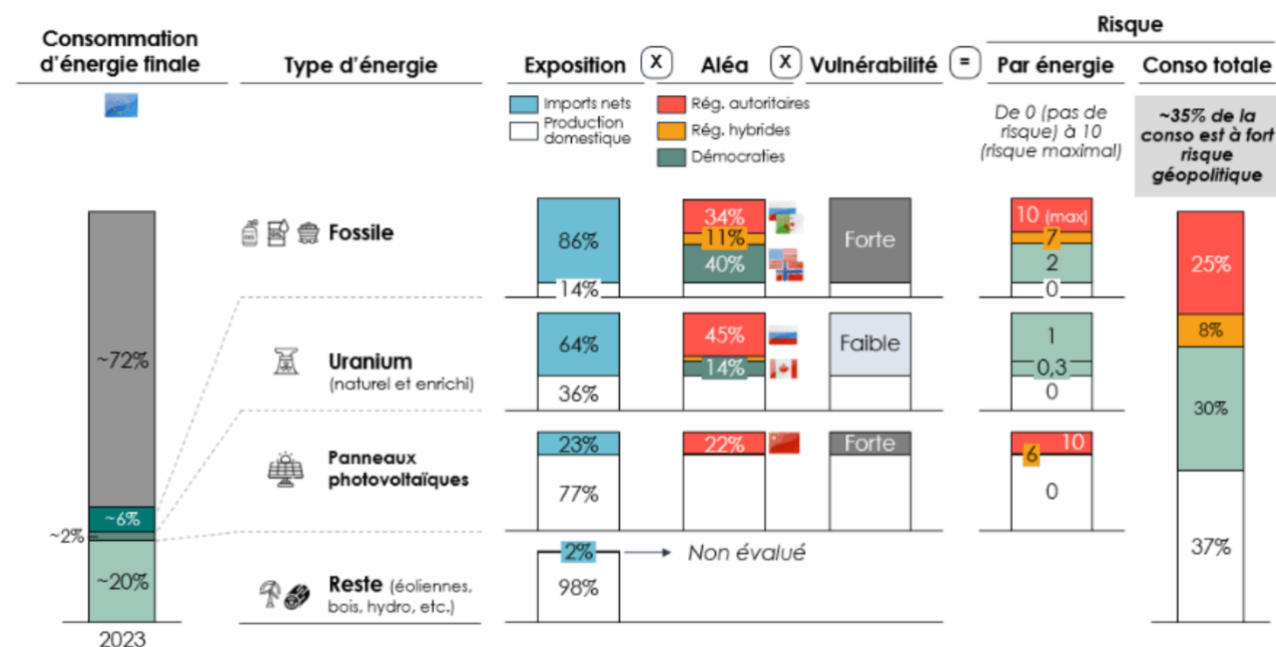 Risque
Consommation
d'énergie finale
Type d'énergie
Exposition
X
Aléa
X
Vulnérabilité
=
Par énergie
Conso totale
Imports nets
Production
domestique
Rég. autoritaires
Rég. hybrides
Démocraties
De 0 (pas de
risque) à 10
(risque maximal)
~35% de la
conso est à fort
risque
géopolitique
~72%
~6%
~2%
~20%
2023
Fossile
86%
14%
34%
11%
40%
Forte
10 (max)
7
2
0
Uranium
(naturel et enrichi)
64%
36%
45%
14%
Faible
1
0,3
0
Panneaux
photovoltaïques
23%
77%
22%
Forte
10
6
0
Reste (éoliennes,
bois, hydro, etc.)
2%
98%
Non évalué
25%
8%
30%
37%